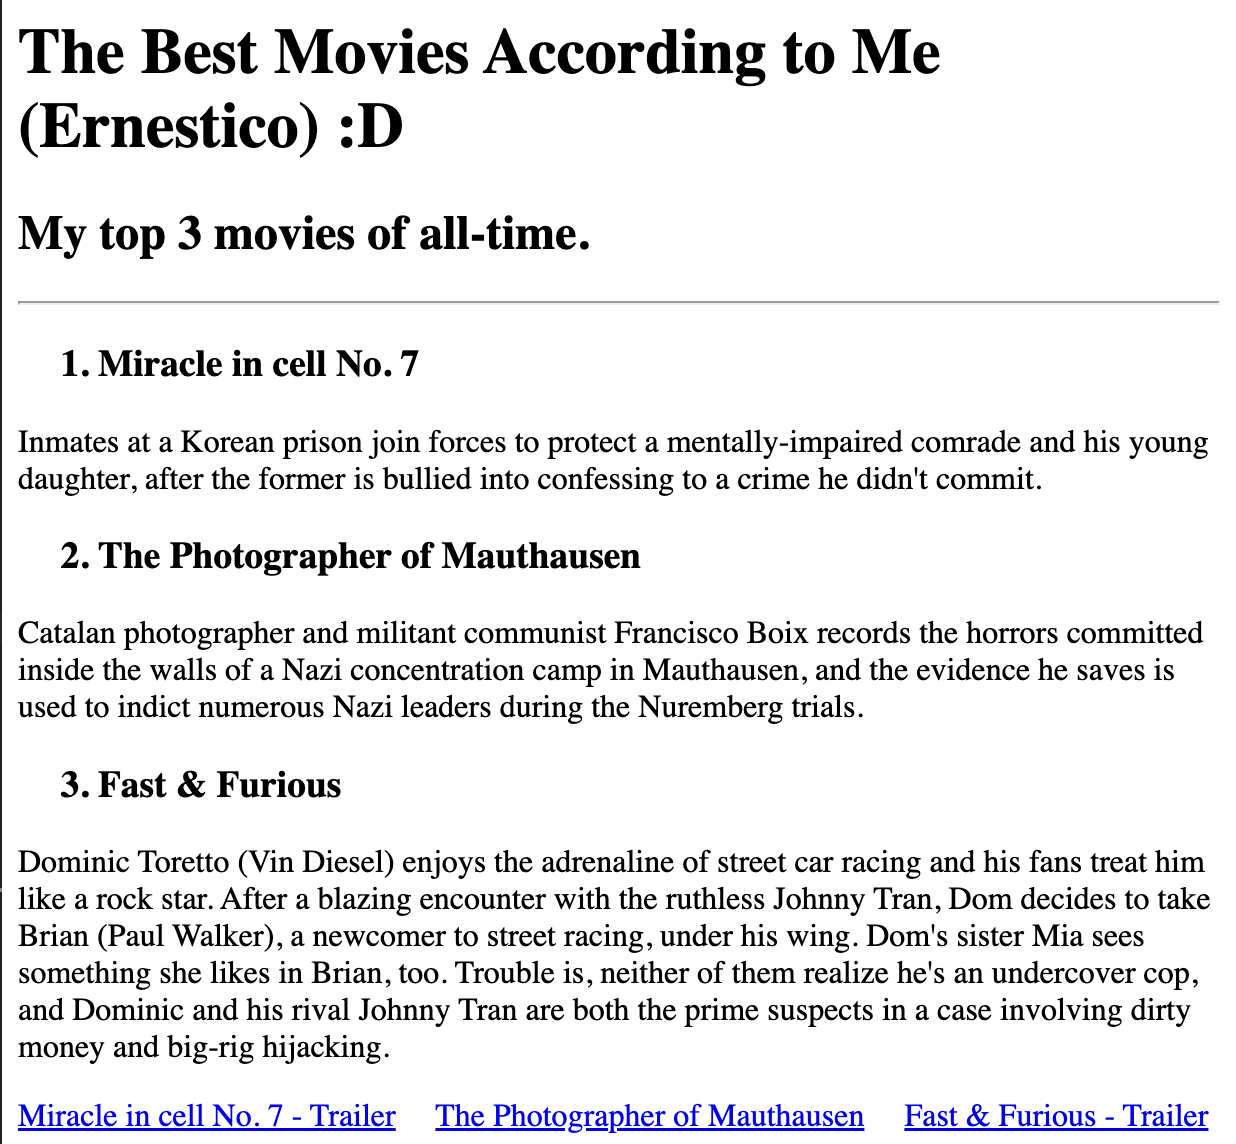 The Best Movies According to Me
(Ernestico) :D
My top 3 movies of all-time.
1. Miracle in cell No. 7
Inmates at a Korean prison join forces to protect a mentally-impaired comrade and his young
daughter, after the former is bullied into confessing to a crime he didn't commit.
2. The Photographer of Mauthausen
Catalan photographer and militant communist Francisco Boix records the horrors committed
inside the walls of a Nazi concentration camp in Mauthausen, and the evidence he saves is
used to indict numerous Nazi leaders during the Nuremberg trials.
3. Fast & Furious
Dominic Toretto (Vin Diesel) enjoys the adrenaline of street car racing and his fans treat him
like a rock star. After a blazing encounter with the ruthless Johnny Tran, Dom decides to take
Brian (Paul Walker), a newcomer to street racing, under his wing. Dom's sister Mia sees
something she likes in Brian, too. Trouble is, neither of them realize he's an undercover cop,
and Dominic and his rival Johnny Tran are both the prime suspects in a case involving dirty
money and big-rig hijacking.
Miracle in cell No. 7 - Trailer The Photographer of Mauthausen Fast & Furious - Trailer